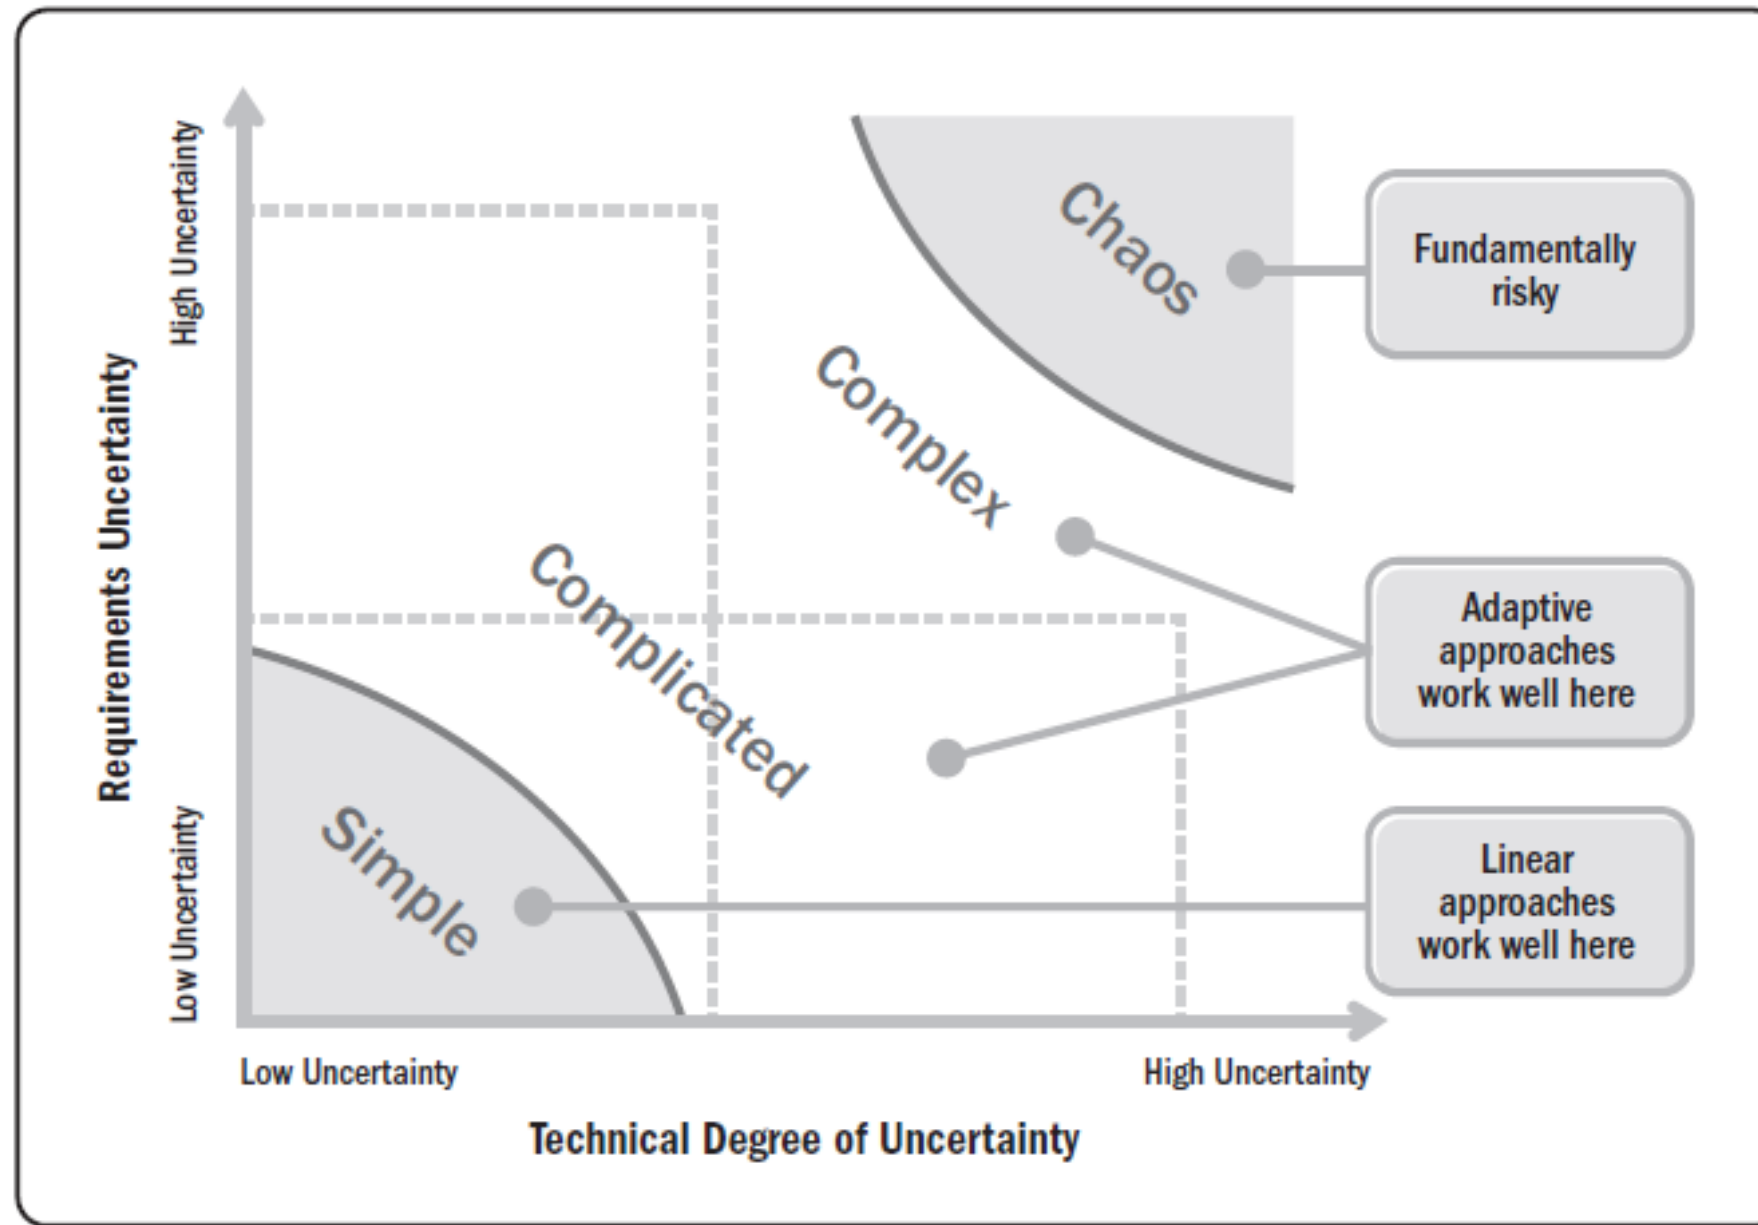 High Uncertainty
Requirements Uncertainty
Low Uncertainty
Chaos
Complex
Complicated
Simple
Fundamentally
risky
Adaptive
approaches
work well here
Linear
approaches
work well here
Low Uncertainty
High Uncertainty
Technical Degree of Uncertainty